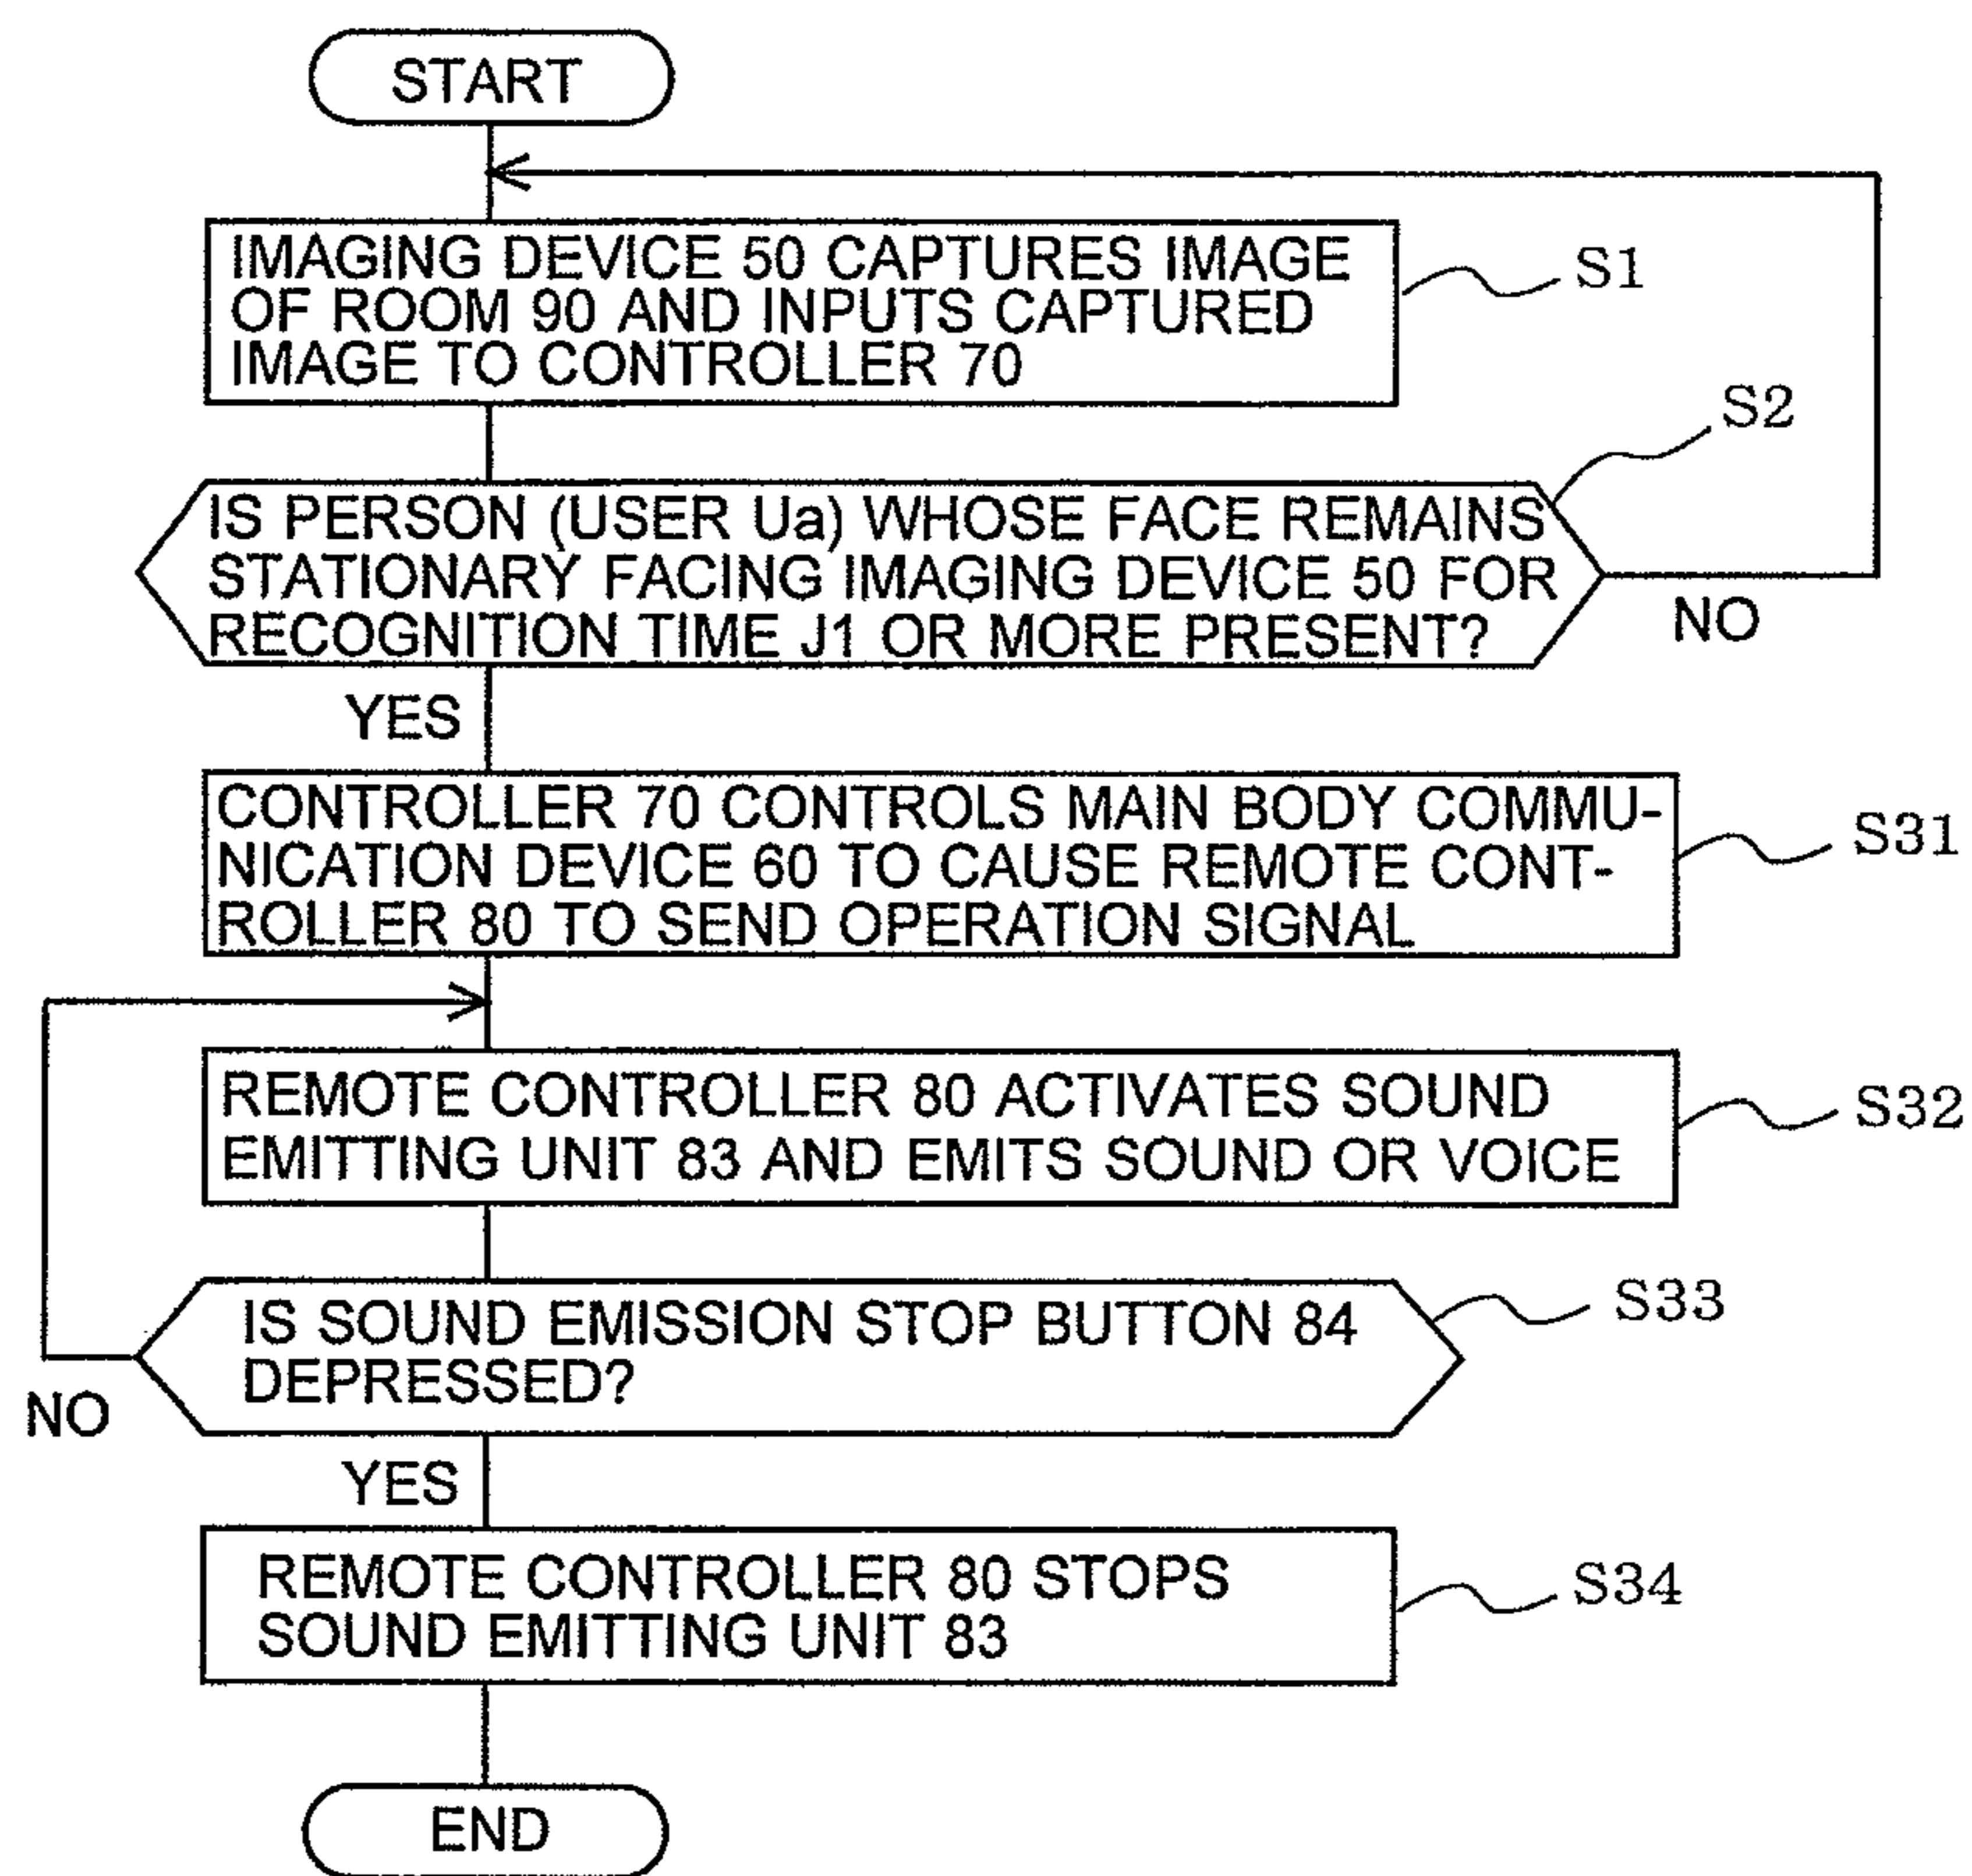 START
IMAGING DEVICE 50 CAPTURES IMAGE
OF ROOM 90 AND INPUTS CAPTURED
IMAGE TO CONTROLLER 70
S1
S2
IS PERSON (USER Ua) WHOSE FACE REMAINS
STATIONARY FACING IMAGING DEVICE 50 FOR
RECOGNITION TIME J1 OR MORE PRESENT?
NO
YES
CONTROLLER 70 CONTROLS MAIN BODY COMMU-
NICATION DEVICE 60 TO CAUSE REMOTE CONT-
ROLLER 80 TO SEND OPERATION SIGNAL
S31
REMOTE CONTROLLER 80 ACTIVATES SOUND
EMITTING UNIT 83 AND EMITS SOUND OR VOICE
S32
IS SOUND EMISSION STOP BUTTON 84
DEPRESSED?
S33
NO
YES
REMOTE CONTROLLER 80 STOPS
SOUND EMITTING UNIT 83
S34
END